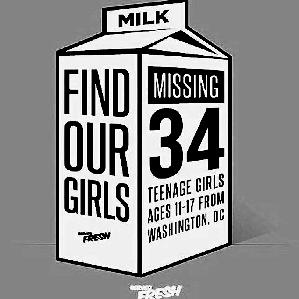 MILK
FIND
OUR
GIRLS
FRESH
MISSING
34
TEENAGE GIRLS
AGES 11-17 FROM
WASHINGTON, DC
FRESH